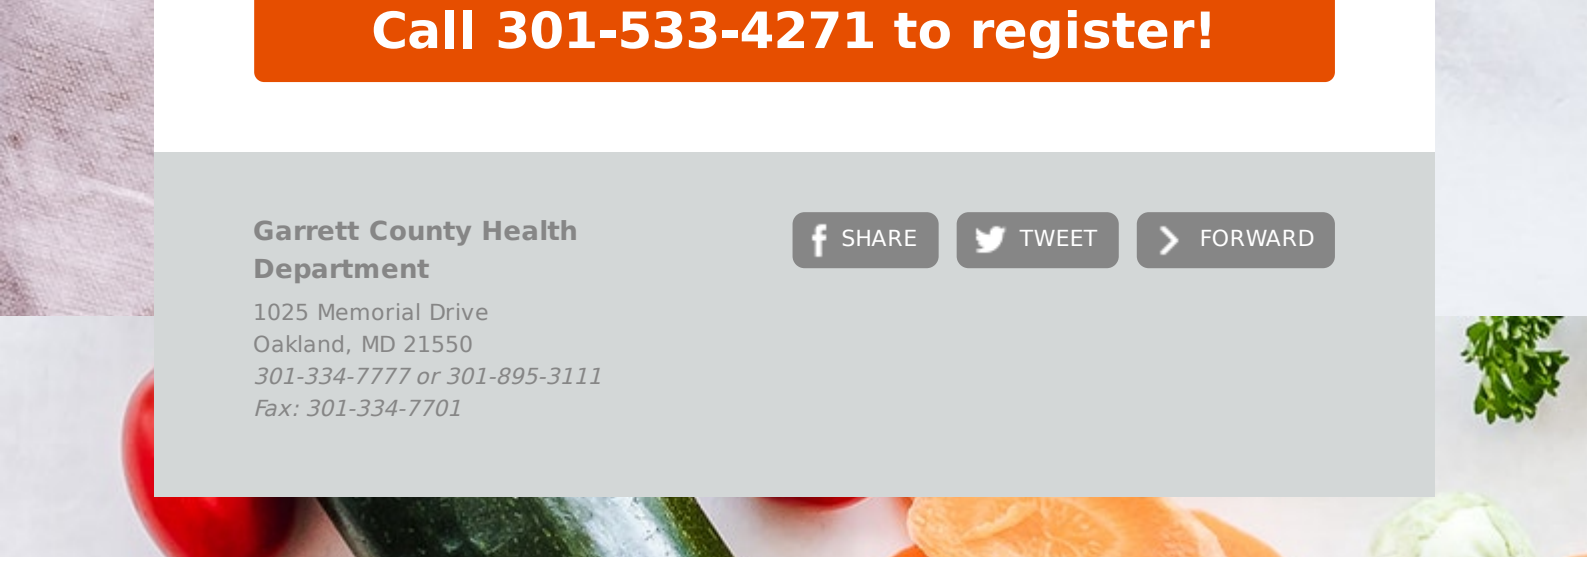 Call 301-533-4271 to register!
Garrett County Health
Department
1025 Memorial Drive
Oakland, MD 21550
301-334-7777 or 301-895-3111
Fax: 301-334-7701
SHARE
TWEET
FORWARD